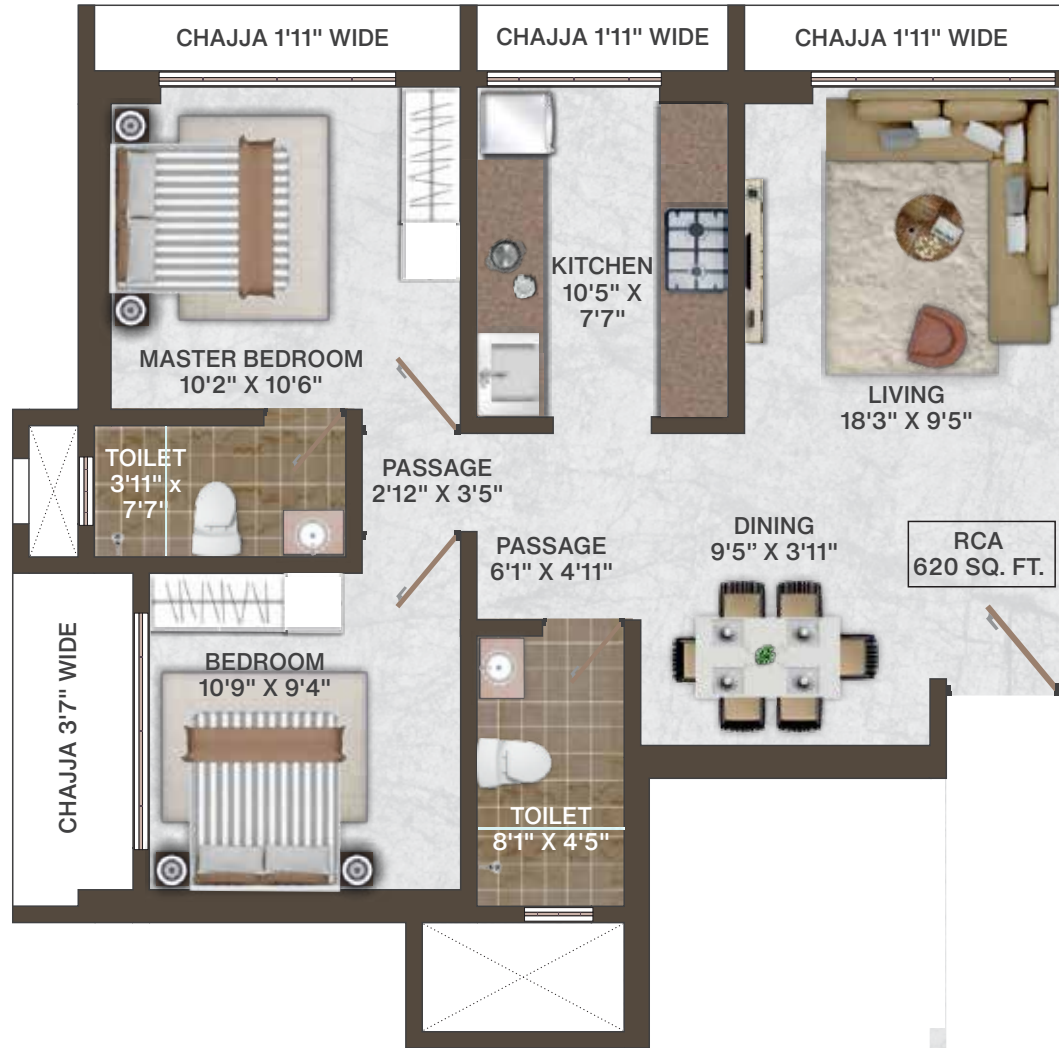 CHAJJA 1'11" WIDE
CHAJJA 1'11" WIDE
CHAJJA 1'11" WIDE
KITCHEN
10'5" X
7'7"
MASTER BEDROOM
10'2" X 10'6"
LIVING
18'3" X 9'5"
TOILET
3'11" x
7'7"
PASSAGE
2'12" X 3'5"
PASSAGE
6'1" X 4'11"
DINING
9'5" X 3'11"
RCA
620 SQ. FT.
BEDROOM
10'9" X 9'4"
CHAJJA 3'7" WIDE
TOILET
8'1" X 4'5"